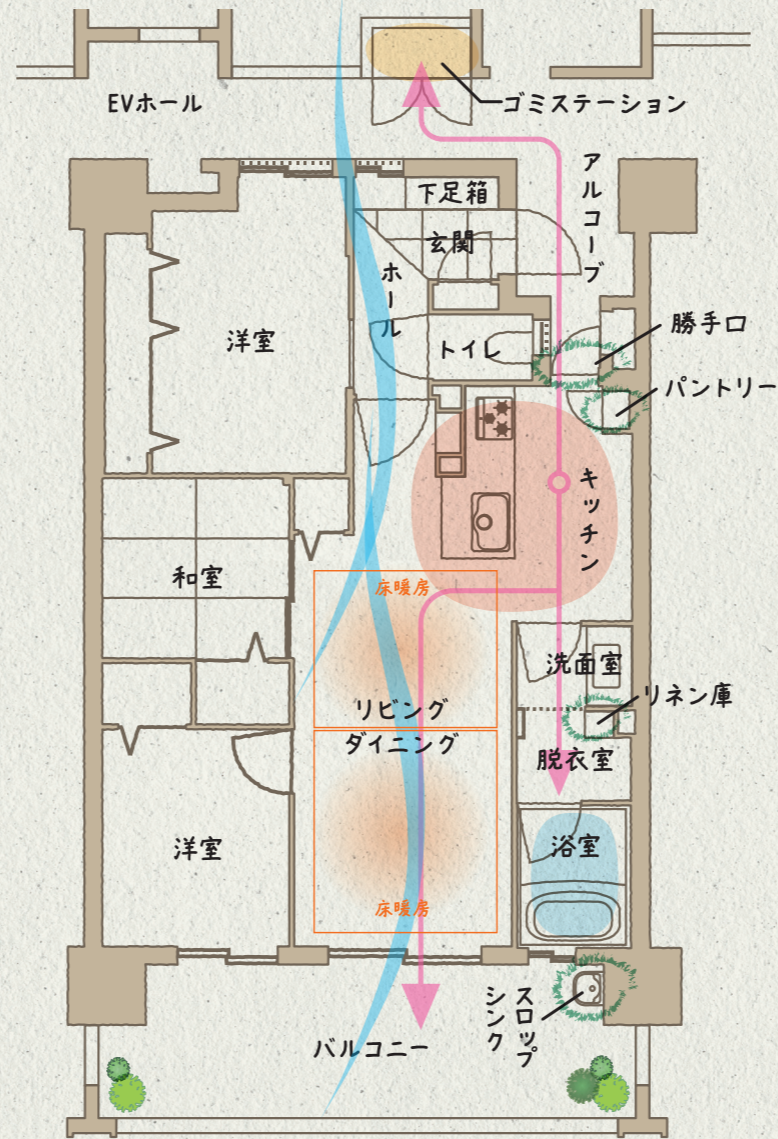 EVホール
ゴミステーション
アルコーブ
下足箱
玄関
ホール
洋室
トイレ
勝手口
パントリー
キッチン
和室
床暖房
洗面室
リネン庫
リビング
ダイニング
脱衣室
洋室
浴室
床暖房
スロップ
シンク
バルコニー